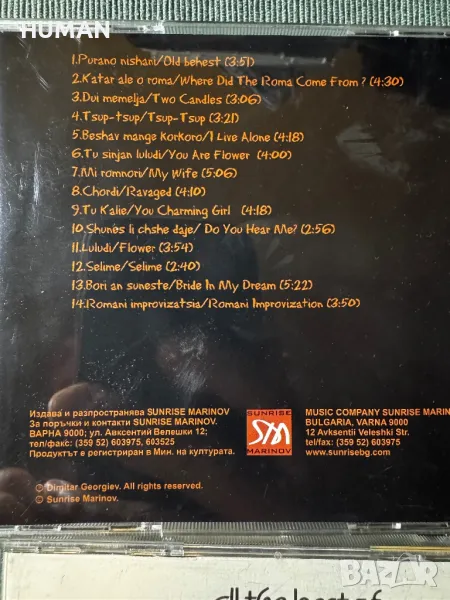 HUMAN
1.Purano nishani/Old behest (3:51)
2.Katar ale o roma/Where Did The Roma Come From ? (4:30)
3.Dui memelja/Two Candles (3:06)
4.Tsup-tsup/Tsup-Tsup (3:21)
5.Beshav mange korkoro/I Live Alone (4:18)
6.Tu sinjan luludi/You Are Flower (4:00)
7.Mi romnori/My Wife (5:06)
8.Chordi/Ravaged (4:10)
9.Tu Kalie/You Charming Girl (4:18)
10.Shunes li chshe daje/ Do You Hear Me? (2:56)
11.Luludi/Flower (3:54)
12.Selime/Selime (2:40)
13.Bori an suneste/Bride In My Dream (5:22)
14.Romani improvizatsia/Romani Improvization (3:50)
Издава и разпространява SUNRISE MARINOV
За поръчки и контакти SUNRISE MARINOV.
ВАРНА 9000; ул. Авксентий Велешки 12;
тел/факс: (359 52) 603975, 603525
Продуктът е регистриран в Мин. на културата.
SUNRISE
SM
MARINOV
MUSIC COMPANY SUNRISE MARIN
BULGARIA, VARNA 9000
12 Avksentii Veleshki Str.
tel/fax: (359 52) 603975
www.sunrisebg.com
℗ Dimitar Georgiev. All rights reserved.
© Sunrise Marinov.
all the best of
BAZAR